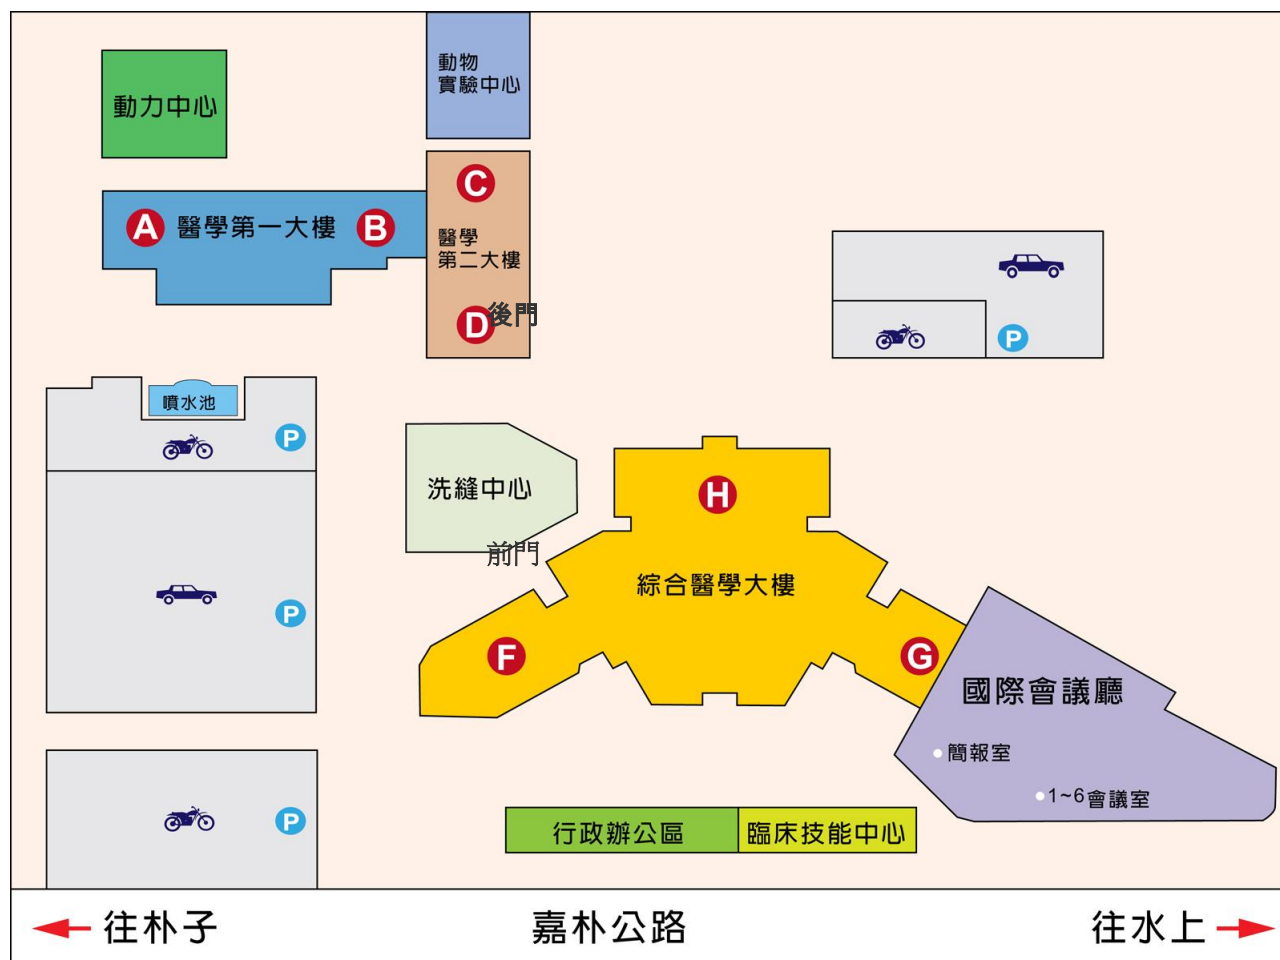 動物
實驗中心
動力中心
C
A
醫學第一大樓
B
醫學
第二大樓
D
後門
P
噴水池
P
洗縫中心
H
前門
綜合醫學大樓
P
F
G
國際會議廳
簡報室
1~6會議室
P
行政辦公區
臨床技能中心
往朴子
嘉朴公路
往水上